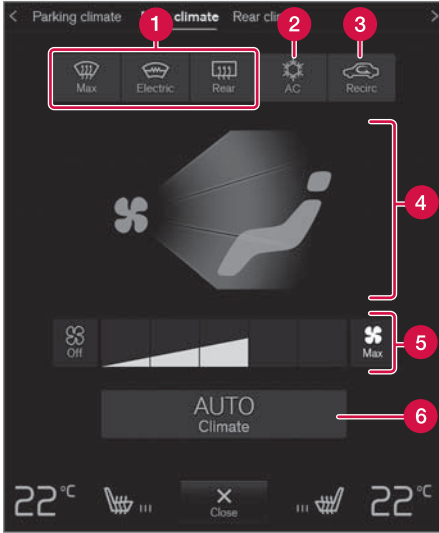 < Parking climate climate Rear >
1 2 3
Max Electric Rear AC Recirc
4
Off Max
5
AUTO
Climate
6
22°C 22°C
Close